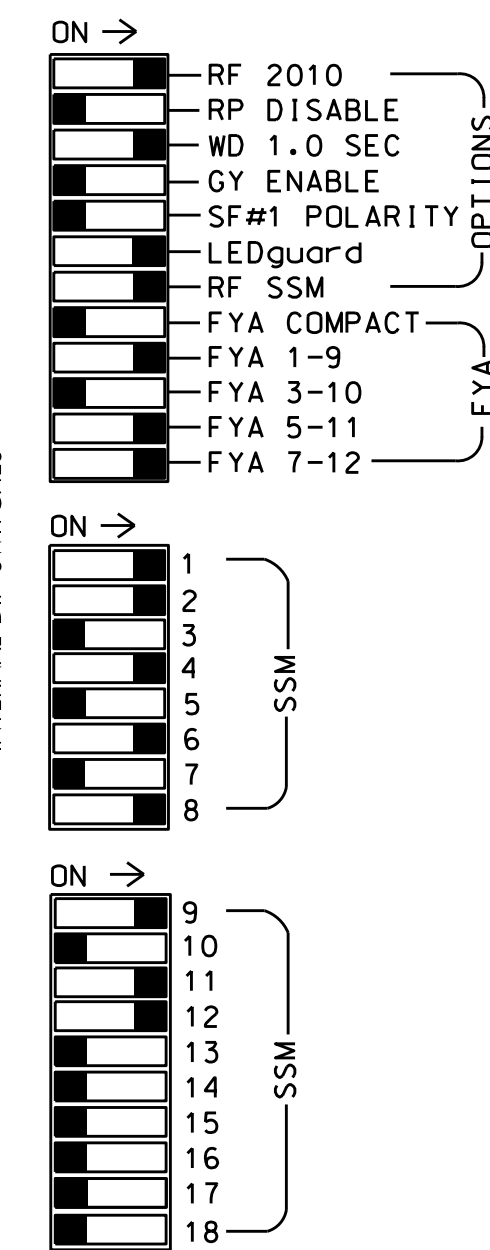 ON →
RF 2010
RP DISABLE
WD 1.0 SEC
GY ENABLE
SF#1 POLARITY
LEDguard
RF SSM
OPTIONS
FYA COMPACT
FYA 1-9
FYA 3-10
FYA 5-11
FYA 7-12
FYA
ON →
1
2
3
4
5
6
7
8
SSM
ON →
9
10
11
12
13
14
15
16
17
18
SSM